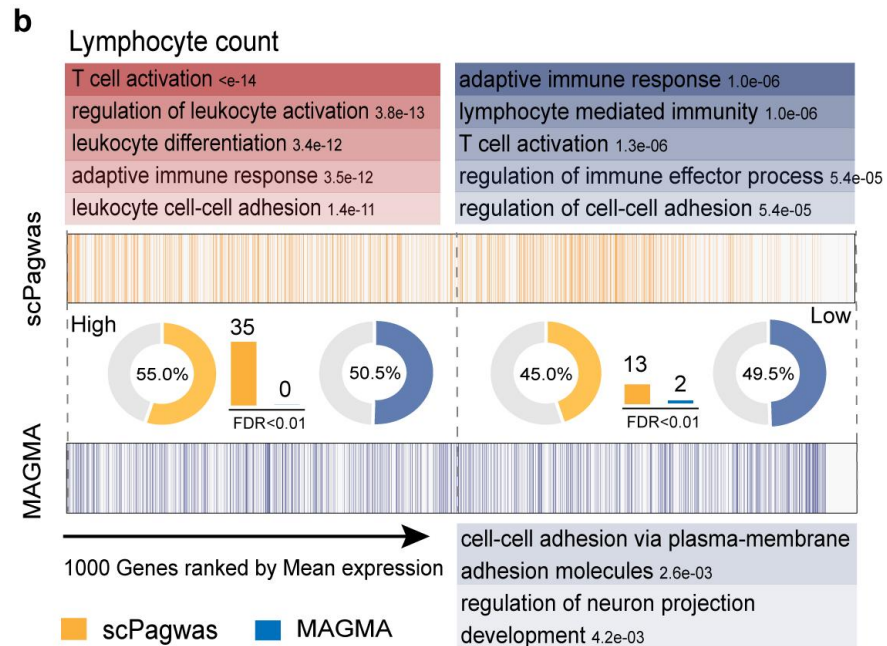 b
Lymphocyte count
T cell activation <e-14
regulation of leukocyte activation 3.8e-13
leukocyte differentiation 3.4e-12
adaptive immune response 3.5e-12
leukocyte cell-cell adhesion 1.4e-11
adaptive immune response 1.0e-06
lymphocyte mediated immunity 1.0e-06
T cell activation 1.3e-06
regulation of immune effector process 5.4e-05
regulation of cell-cell adhesion 5.4e-05
scPagwas
High
55.0%
35
0
FDR<0.01
50.5%
45.0%
13
2
FDR<0.01
49.5%
Low
MAGMA
1000 Genes ranked by Mean expression
cell-cell adhesion via plasma-membrane
adhesion molecules 2.6e-03
regulation of neuron projection
development 4.2e-03
scPagwas
MAGMA